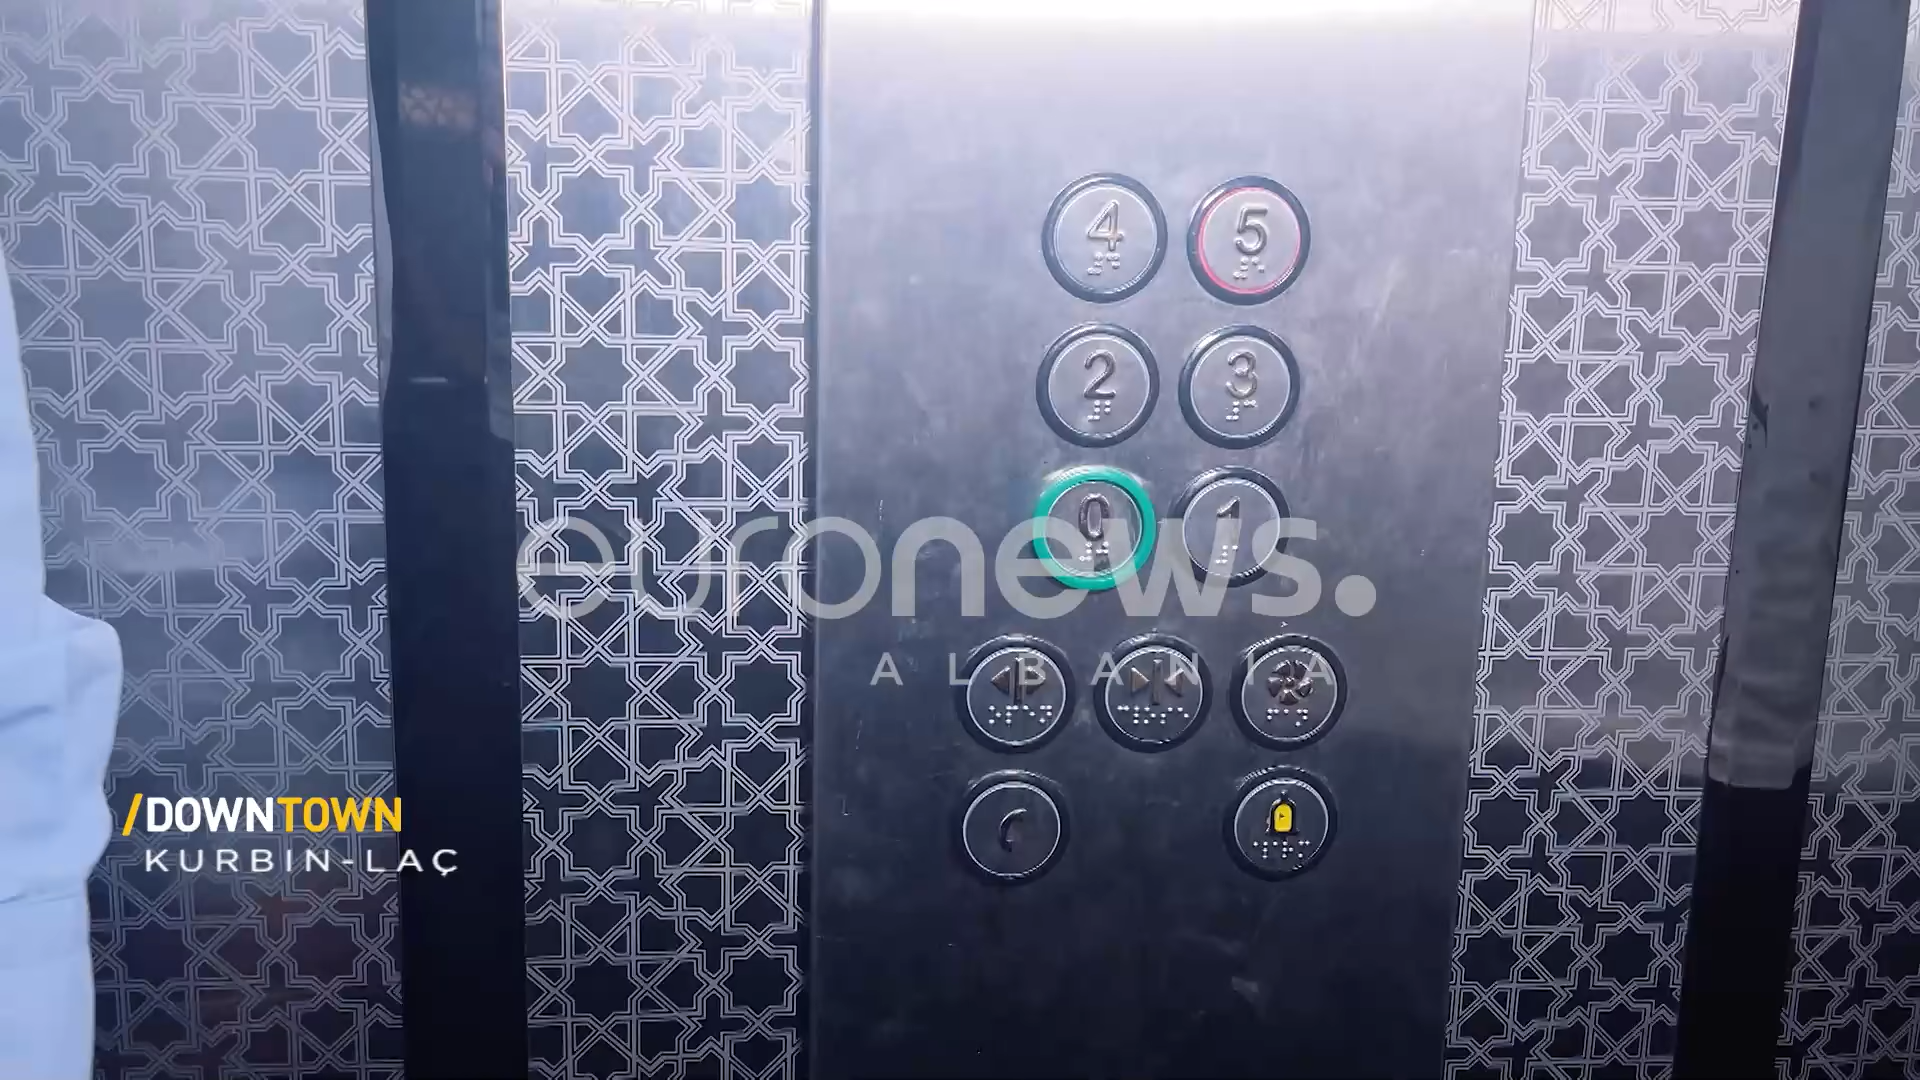 4 5
2 3
0 1
euronews.
ALBANIA
/DOWNTOWN
KURBIN-LAÇ